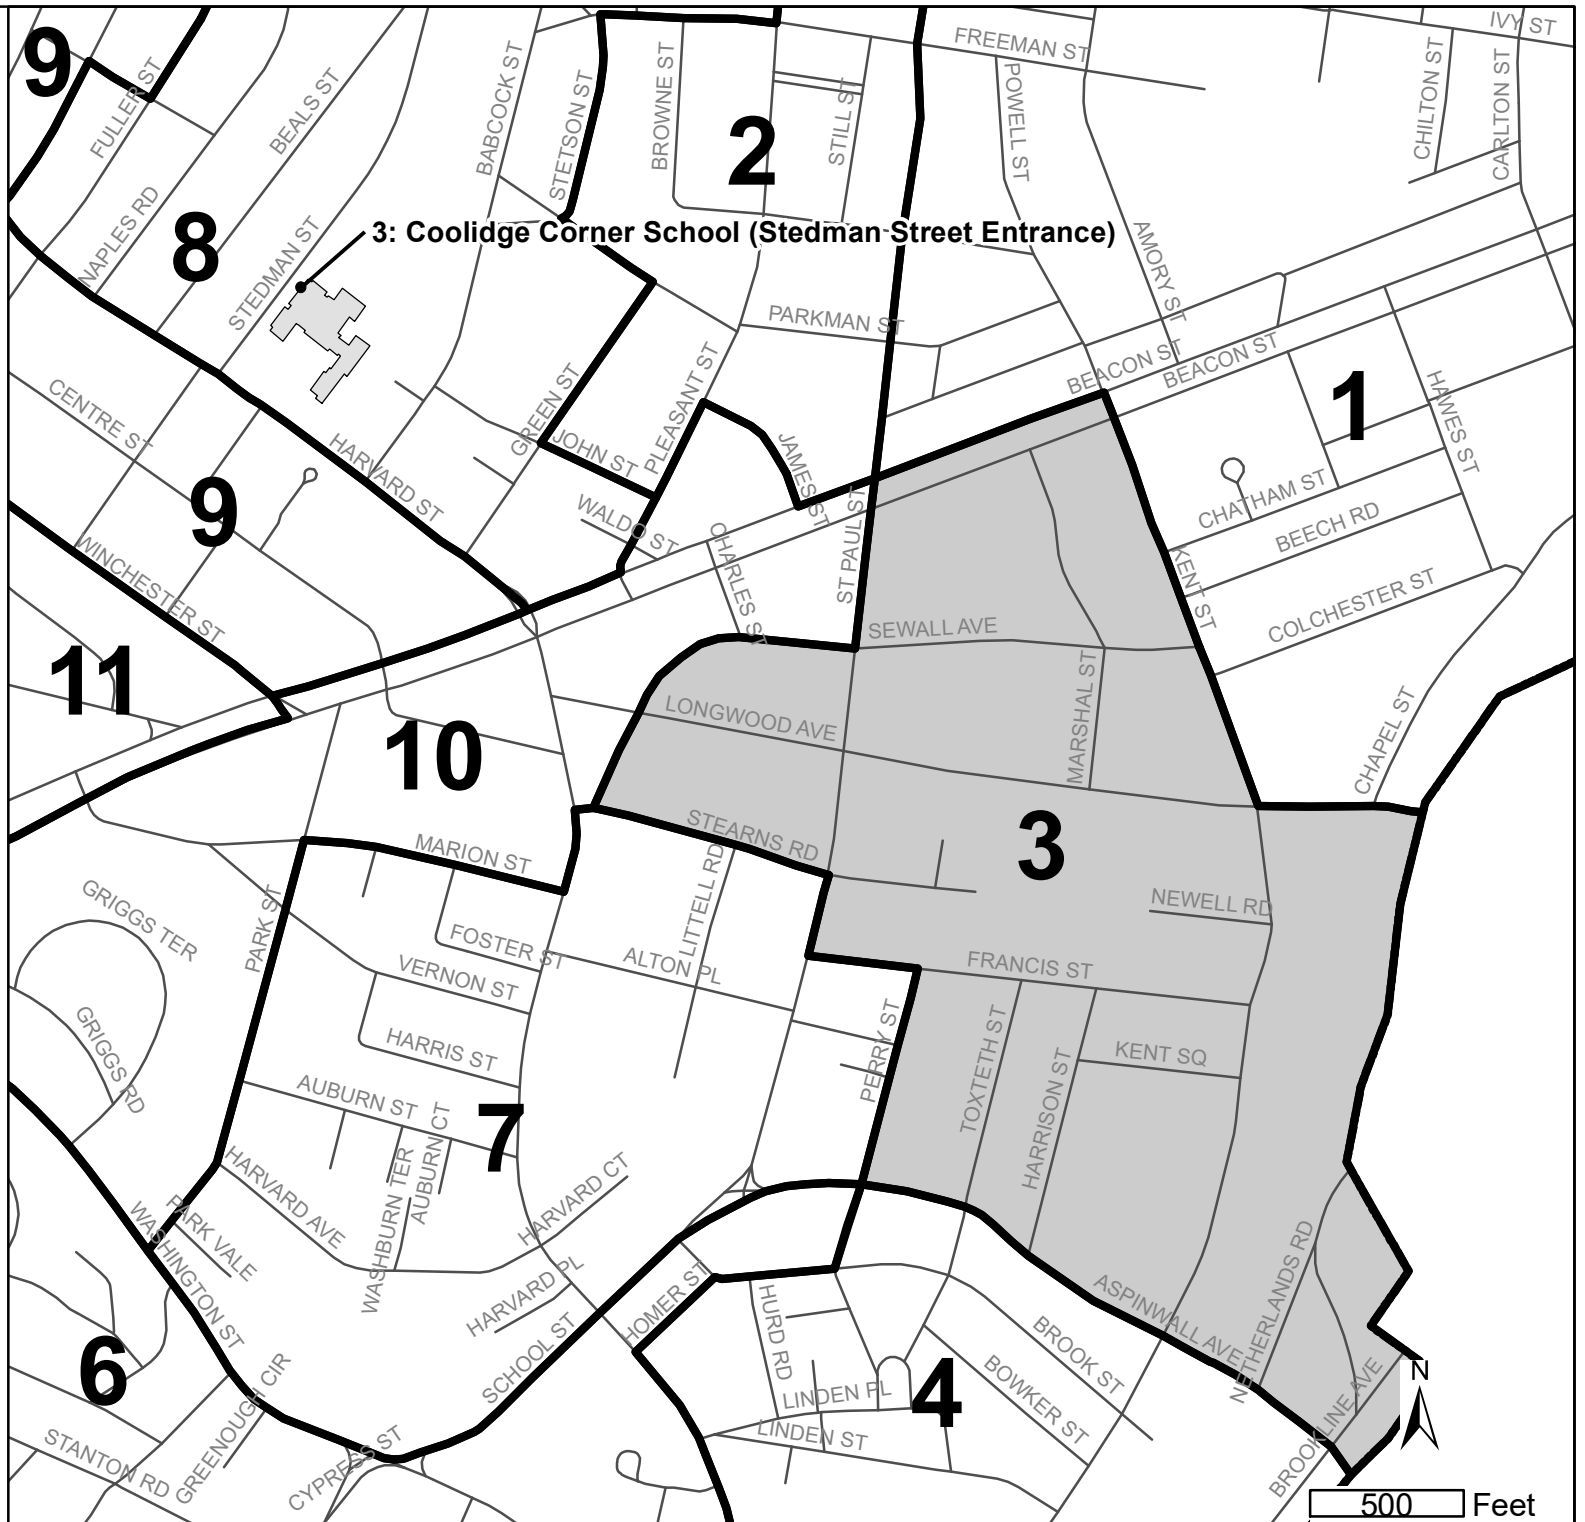 IVY ST
9
FREEMAN ST
FULLER ST
BEALS ST
BABCOCK ST
STETSON ST
BROWNE ST
2
STILL ST
POWELL ST
CHILTON ST
CARLTON ST
NAPLES RD
8
STEDMAN ST
3: Coolidge Corner School (Stedman Street Entrance)
AMORY ST
PARKMAN ST
BEACON ST
BEACON ST
CENTRE ST
HARVARD ST
GREEN ST
JOHN ST
PLEASANT ST
JAMES ST
1
HAWES ST
9
WALDO ST
CHARLES ST
ST PAUL ST
CHATHAM ST
BEECH RD
KENT ST
COLCHESTER ST
WINCHESTER ST
SEWALL AVE
11
10
LONGWOOD AVE
MARSHAL ST
CHAPEL ST
MARION ST
STEARNS RD
3
GRIGGS TER
PARK ST
FOSTER ST
LITTELL RD
NEWELL RD
VERNON ST
ALTON PL
FRANCIS ST
GRIGGS RD
HARRIS ST
PERRY ST
TOXTETH ST
HARRISON ST
KENT SQ
AUBURN ST
7
AUBURN CT
WASHBURN TER
HARVARD AVE
HARVARD CT
PARK VALE
WASHINGTON ST
HARVARD PL
SCHOOL ST
HOMER ST
HURD RD
ASPINWALL AVE
NETHERLANDS RD
BROOK ST
6
GREENOUGH CIR
LINDEN PL
4
BOWKER ST
BROOKLINE AVE
N
STANTON RD
CYPRESS ST
LINDEN ST
500 Feet